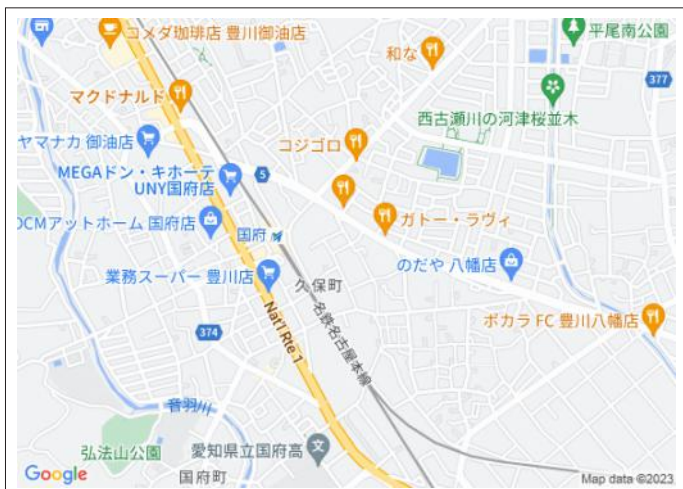 コメダ珈琲店 豊川御油店
和な
平尾南公園
377
マクドナルド
西古瀬川の河津桜並木
ヤマナカ 御油店
コジゴロ
MEGAドン・キホーテ
UNY国府店
5
DCMアットホーム 国府店
国府
ガトー・ラヴィ
のだや 八幡店
業務スーパー 豊川店
久保町
ポカラ FC 豊川八幡店
Nat'l Rte 1
名鉄名古屋本線
374
音羽川
弘法山公園
愛知県立国府高
国府町
Google
Map data ©2023